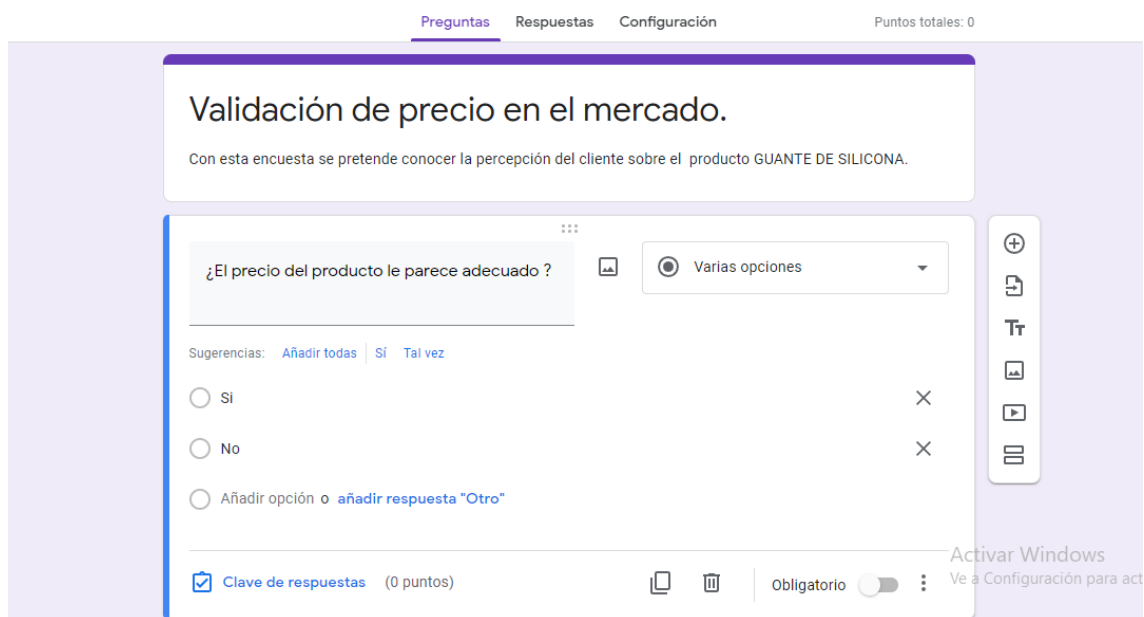 Preguntas Respuestas Configuración Puntos totales: 0
Validación de precio en el mercado.
Con esta encuesta se pretende conocer la percepción del cliente sobre el producto GUANTE DE SILICONA.
¿El precio del producto le parece adecuado ?
Varias opciones
Sugerencias: Añadir todas Sí Tal vez
Si
No
Añadir opción o añadir respuesta "Otro"
Clave de respuestas (0 puntos)
Obligatorio
Activar Windows
Ve a Configuración para act